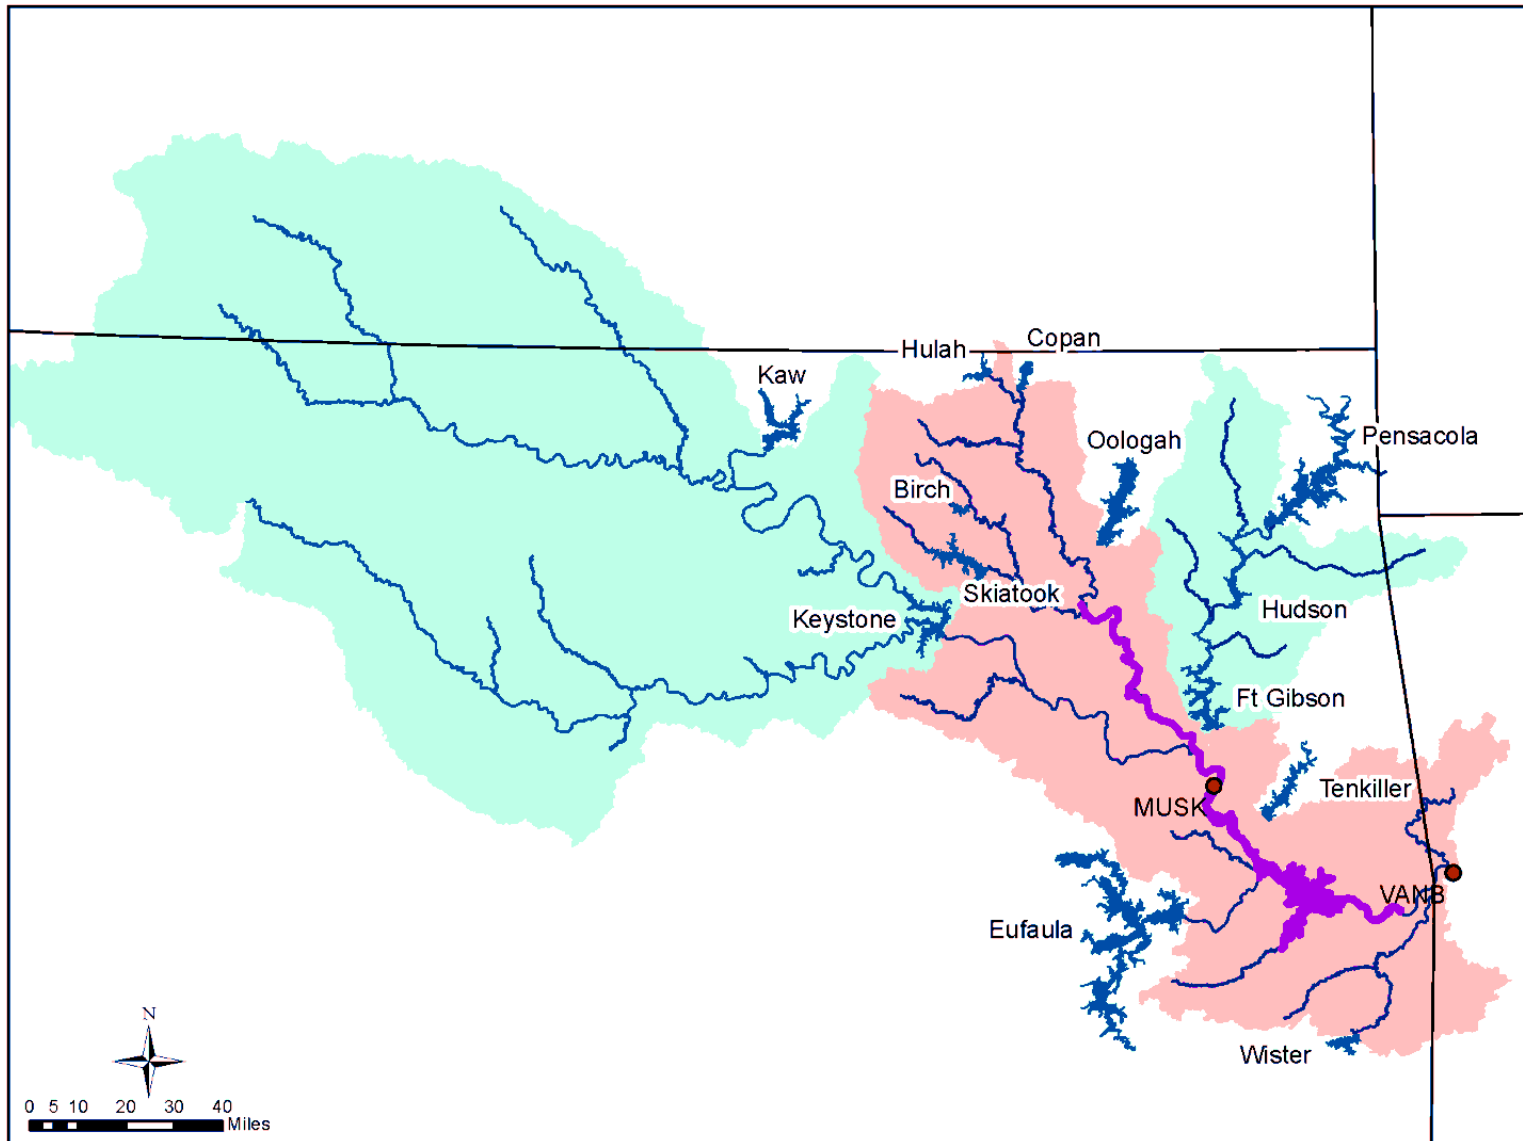 Copan
Hulah
Kaw
Pensacola
Oologah
Birch
Skiatook
Hudson
Keystone
Ft Gibson
Tenkiller
MUSK
VANB
Eufaula
N
Wister
0 5 10 20 30 40
Miles